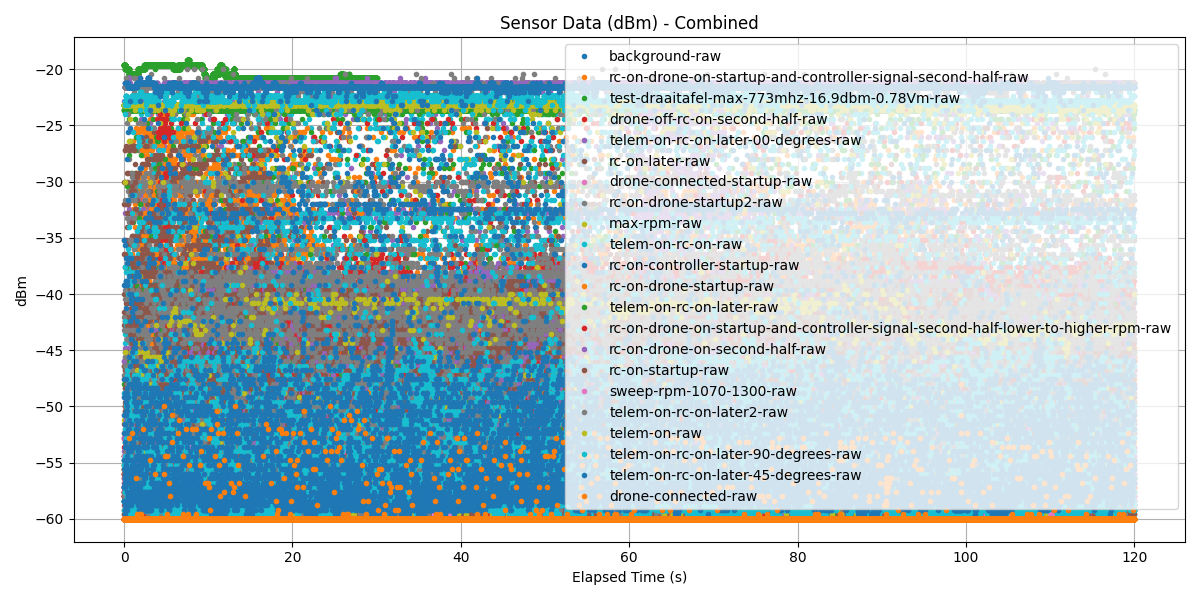 Sensor Data (dBm) - Combined
dBm
−20
−25
−30
−35
−40
−45
−50
−55
−60
background-raw
rc-on-drone-on-startup-and-controller-signal-second-half-raw
test-draaitafel-max-773mhz-16.9dbm-0.78Vm-raw
drone-off-rc-on-second-half-raw
telem-on-rc-on-later-00-degrees-raw
rc-on-later-raw
drone-connected-startup-raw
rc-on-drone-startup2-raw
max-rpm-raw
telem-on-rc-on-raw
rc-on-controller-startup-raw
rc-on-drone-startup-raw
telem-on-rc-on-later-raw
rc-on-drone-on-startup-and-controller-signal-second-half-lower-to-higher-rpm-raw
rc-on-drone-on-second-half-raw
rc-on-startup-raw
sweep-rpm-1070-1300-raw
telem-on-rc-on-later2-raw
telem-on-raw
telem-on-rc-on-later-90-degrees-raw
telem-on-rc-on-later-45-degrees-raw
drone-connected-raw
0 20 40 60 80 100 120
Elapsed Time (s)